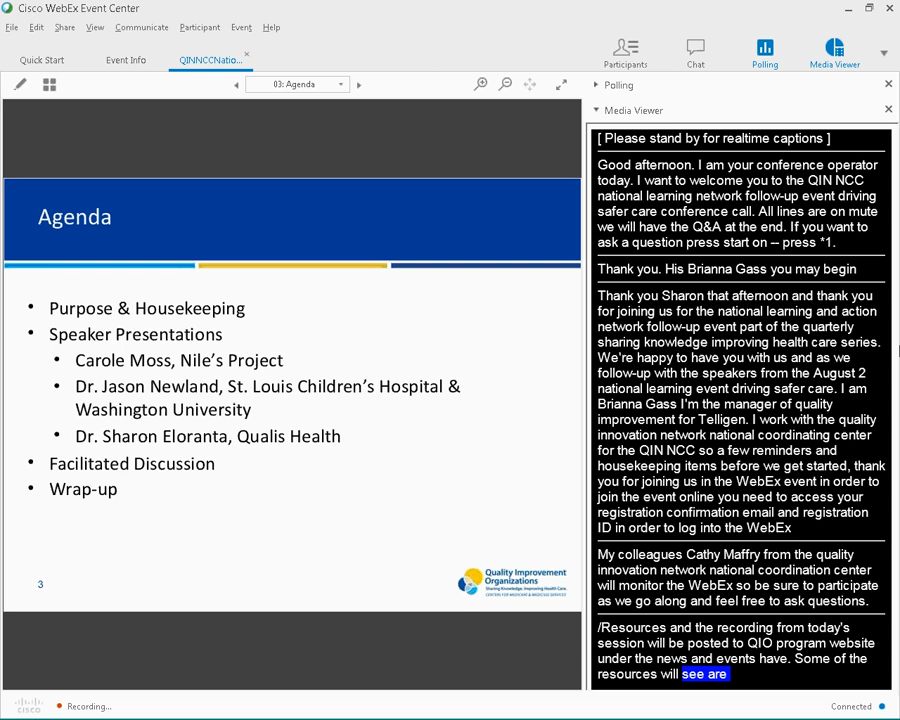 Cisco WebEx Event Center
File Edit Share View Communicate Participant Event Help
Quick Start Event Info QINNCCNatio...
Participants Chat Polling Media Viewer
03: Agenda
Agenda
• Purpose & Housekeeping
• Speaker Presentations
• Carole Moss, Nile's Project
• Dr. Jason Newland, St. Louis Children's Hospital &
Washington University
• Dr. Sharon Eloranta, Qualis Health
• Facilitated Discussion
• Wrap-up
3
Quality Improvement
Organizations
Sharing Knowledge. Improving Health Care.
CENTERS FOR MEDICARE & MEDICAID SERVICES
Polling
Media Viewer
[ Please stand by for realtime captions ]
Good afternoon. I am your conference operator
today. I want to welcome you to the QIN NCC
national learning network follow-up event driving
safer care conference call. All lines are on mute
we will have the Q&A at the end. If you want to
ask a question press start on -- press *1.
Thank you. His Brianna Gass you may begin
Thank you Sharon that afternoon and thank you
for joining us for the national learning and action
network follow-up event part of the quarterly
sharing knowledge improving health care series.
We're happy to have you with us and as we
follow-up with the speakers from the August 2
national learning event driving safer care. I am
Brianna Gass I'm the manager of quality
improvement for Telligen. I work with the quality
innovation network national coordinating center
for the QIN NCC so a few reminders and
housekeeping items before we get started, thank
you for joining us in the WebEx event in order to
join the event online you need to access your
registration confirmation email and registration
ID in order to log into the WebEx
My colleagues Cathy Maffry from the quality
innovation network national coordination center
will monitor the WebEx so be sure to participate
as we go along and feel free to ask questions.
/Resources and the recording from today's
session will be posted to QIO program website
under the news and events have. Some of the
resources will see are
cisco
Recording...
Connected